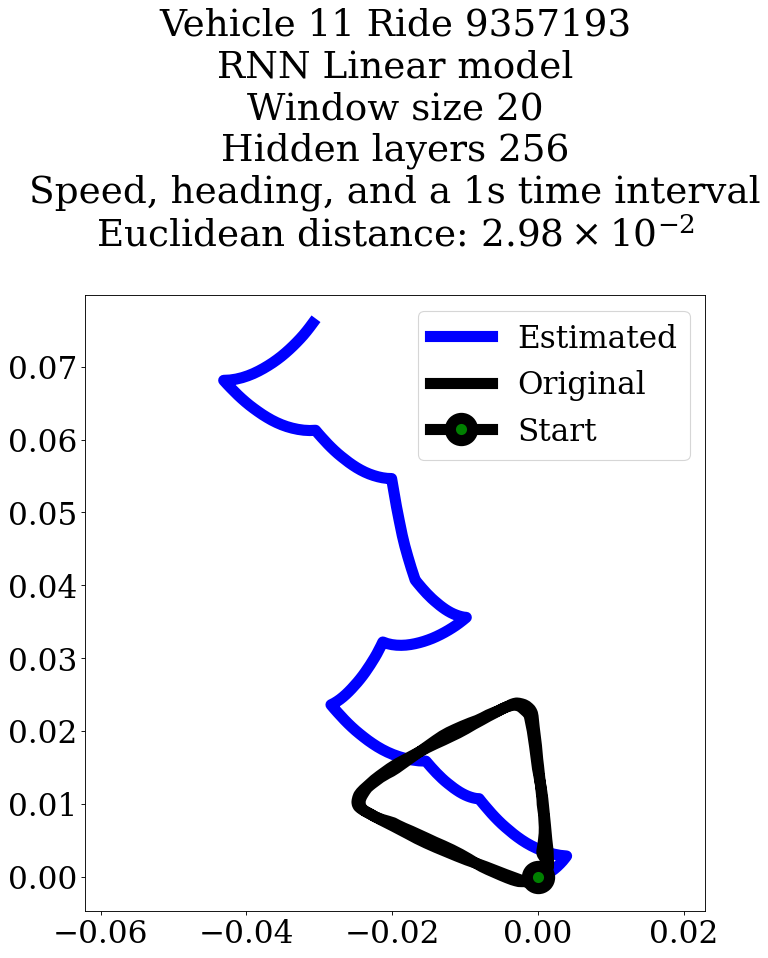 Vehicle 11 Ride 9357193
RNN Linear model
Window size 20
Hidden layers 256
Speed, heading, and a 1s time interval
Euclidean distance: 2.98 × 10⁻²
Estimated
Original
Start
0.07
0.06
0.05
0.04
0.03
0.02
0.01
0.00
−0.06
−0.04
−0.02
0.00
0.02